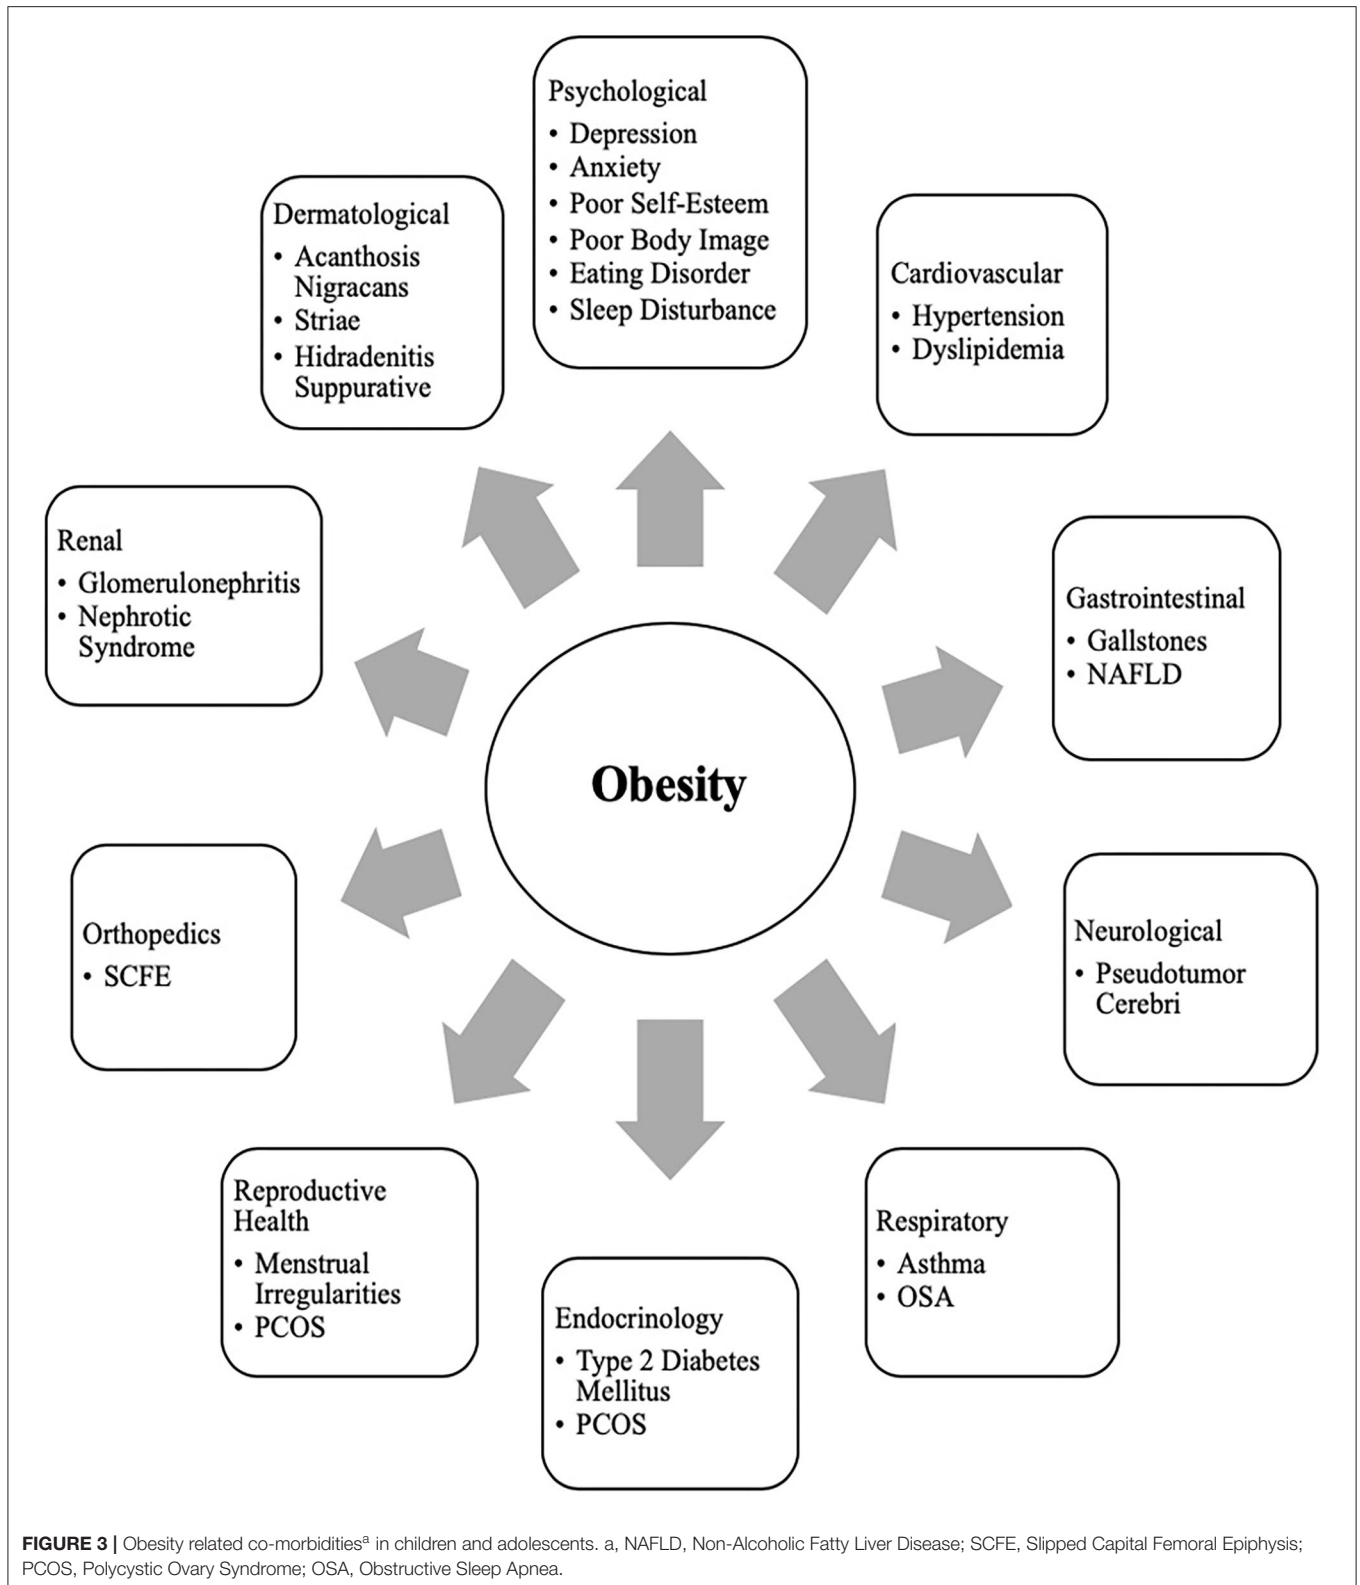 Psychological
• Depression
• Anxiety
• Poor Self-Esteem
• Poor Body Image
• Eating Disorder
• Sleep Disturbance
Dermatological
• Acanthosis
Nigracans
• Striae
• Hidradenitis
Suppurative
Cardiovascular
• Hypertension
• Dyslipidemia
Renal
• Glomerulonephritis
• Nephrotic
Syndrome
Gastrointestinal
• Gallstones
• NAFLD
Obesity
Orthopedics
• SCFE
Neurological
• Pseudotumor
Cerebri
Reproductive
Health
• Menstrual
Irregularities
• PCOS
Respiratory
• Asthma
• OSA
Endocrinology
• Type 2 Diabetes
Mellitus
• PCOS
FIGURE 3 | Obesity related co-morbiditiesᵃ in children and adolescents. a, NAFLD, Non-Alcoholic Fatty Liver Disease; SCFE, Slipped Capital Femoral Epiphysis;
PCOS, Polycystic Ovary Syndrome; OSA, Obstructive Sleep Apnea.